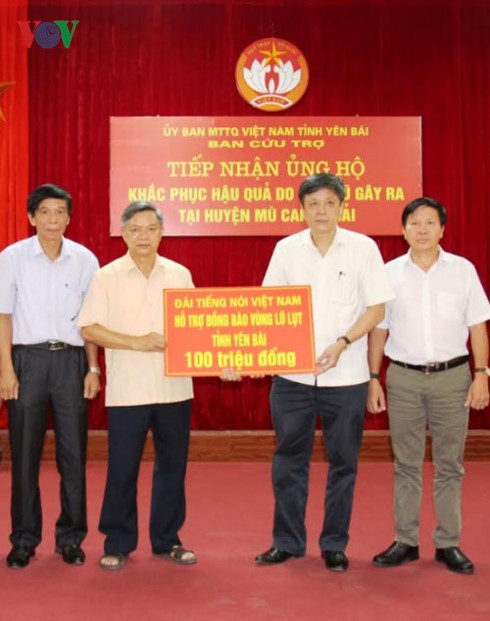 VOV
VIỆT NAM
ỦY BAN MTTQ VIỆT NAM TỈNH YÊN BÁI
BAN CỨU TRỢ
TIẾP NHẬN ỦNG HỘ
KHẮC PHỤC HẬU QUẢ DO GÂY RA
TẠI HUYỆN MÙ
ĐÀI TIẾNG NÓI VIỆT NAM
HỖ TRỢ ĐỒNG BÀO VÙNG LŨ LỤT
TỈNH YÊN BÁI
100 triệu đồng